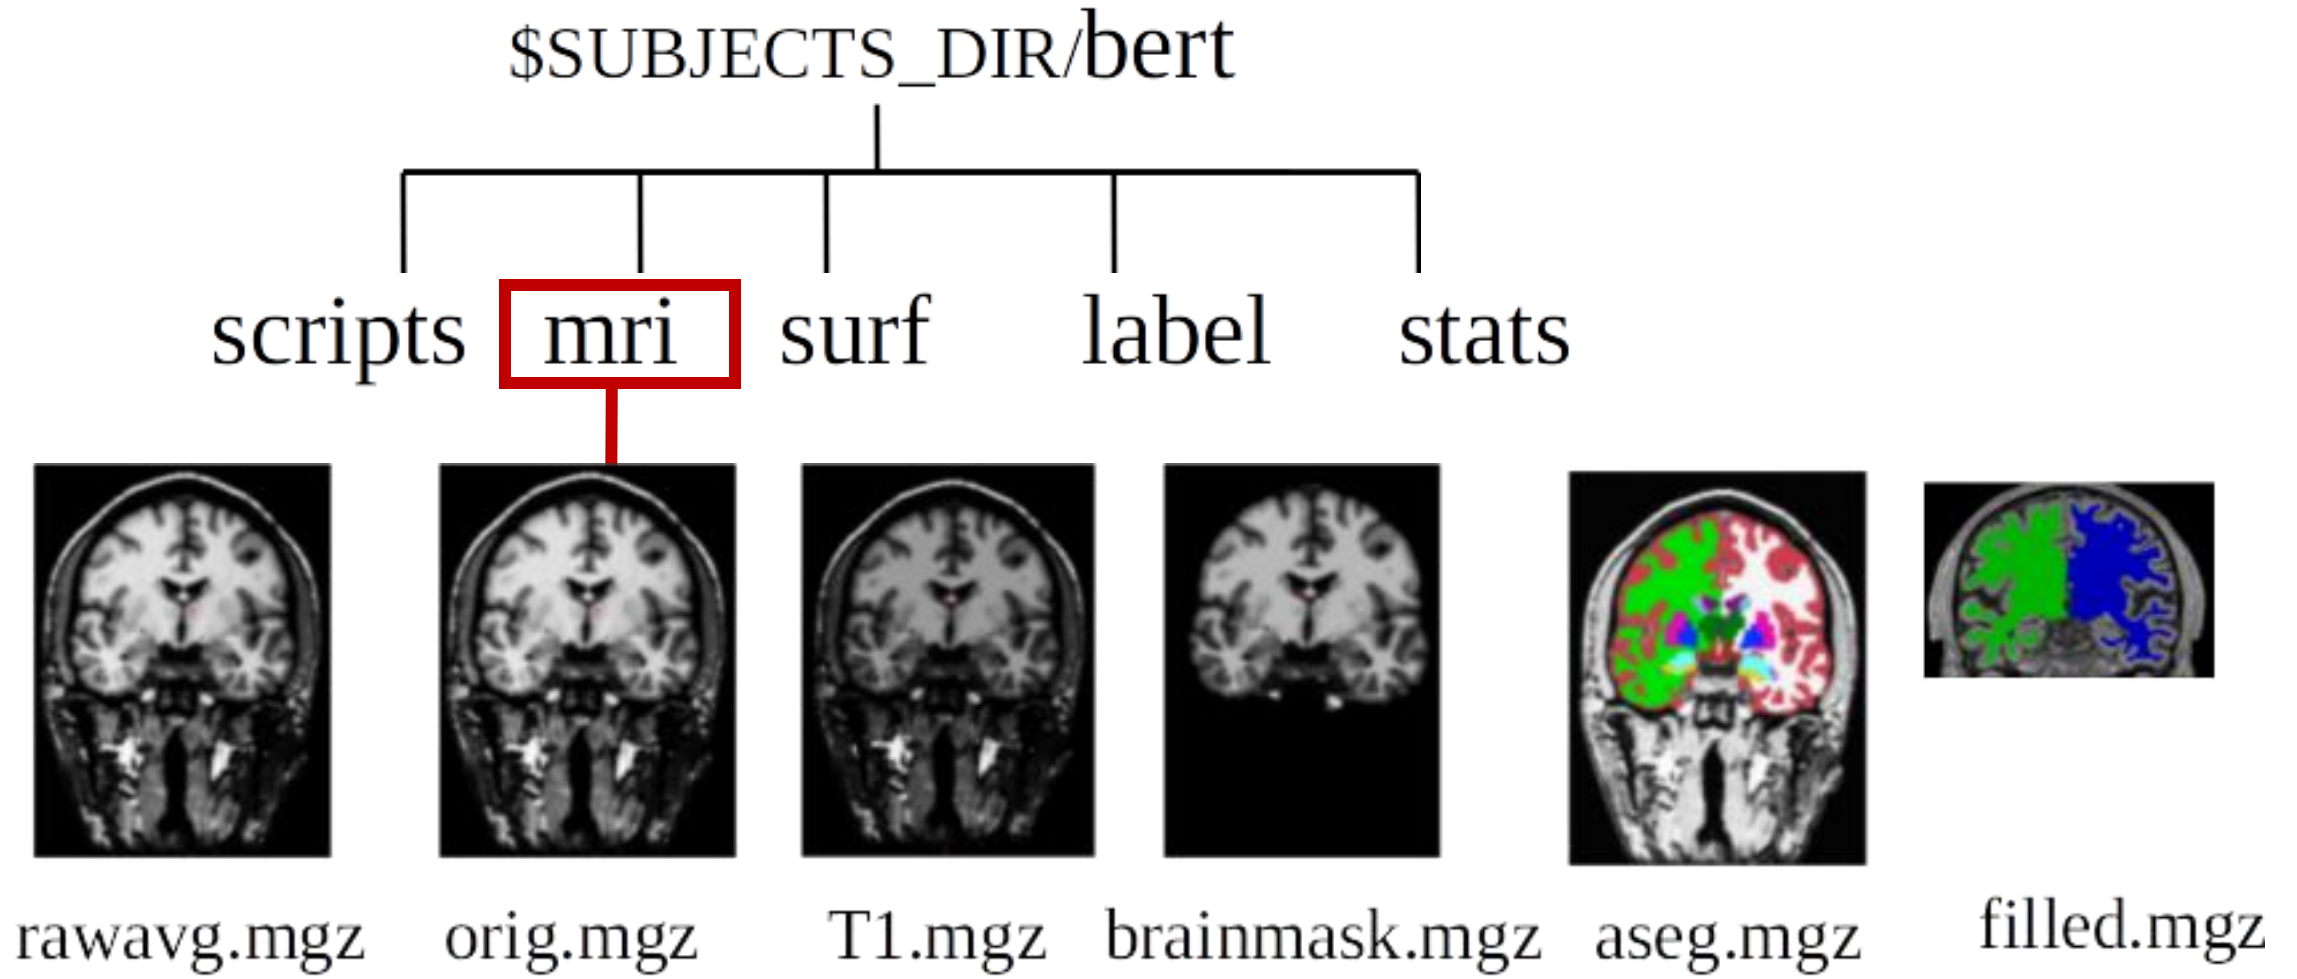 $SUBJECTS_DIR/bert
scripts mri surf label stats
rawavg.mgz orig.mgz T1.mgz brainmask.mgz aseg.mgz filled.mgz